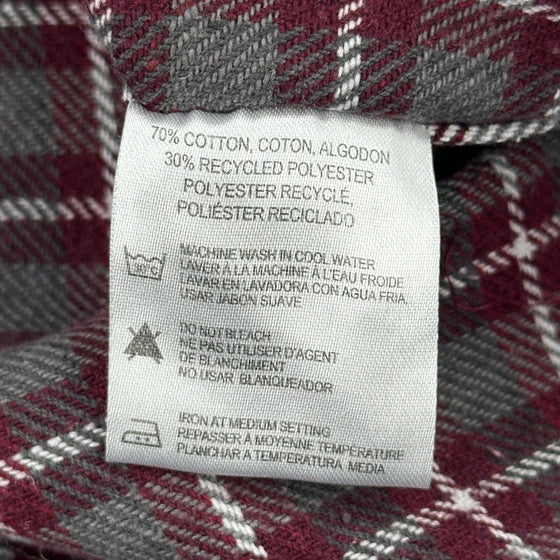 70% COTTON, COTON, ALGODON
30% RECYCLED POLYESTER
POLYESTER RECYCLÉ,
POLIÉSTER RECICLADO
30°C
MACHINE WASH IN COOL WATER
LAVER À LA MACHINE À L'EAU FROIDE
LAVAR EN LAVADORA CON AGUA FRIA,
USAR JABON SUAVE
DO NOT BLEACH
NE PAS UTILISER D'AGENT
DE BLANCHIMENT
NO USAR BLANQUEADOR
IRON AT MEDIUM SETTING
REPASSER À MOYENNE TEMPÉRATURE
PLANCHAR A TEMPERATURA MEDIA